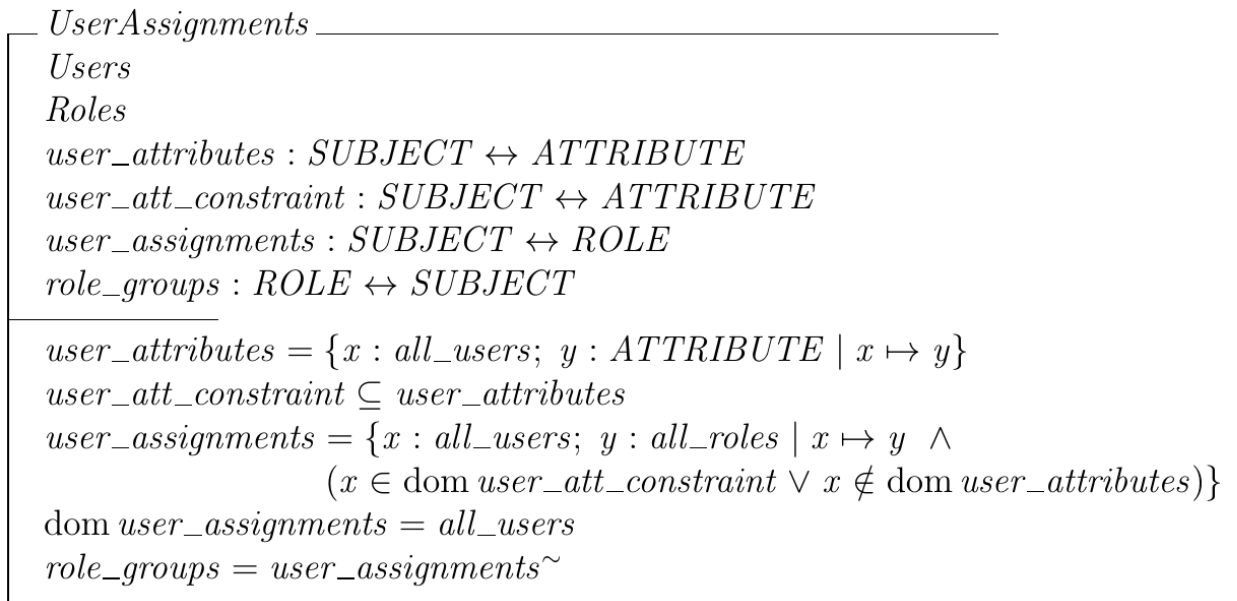 UserAssignments
Users
Roles
user_attributes : SUBJECT ↔ ATTRIBUTE
user_att_constraint : SUBJECT ↔ ATTRIBUTE
user_assignments : SUBJECT ↔ ROLE
role_groups : ROLE ↔ SUBJECT
user_attributes = {x : all_users; y : ATTRIBUTE | x ↦ y}
user_att_constraint ⊆ user_attributes
user_assignments = {x : all_users; y : all_roles | x ↦ y ∧
(x ∈ dom user_att_constraint ∨ x ∉ dom user_attributes)}
dom user_assignments = all_users
role_groups = user_assignments∼